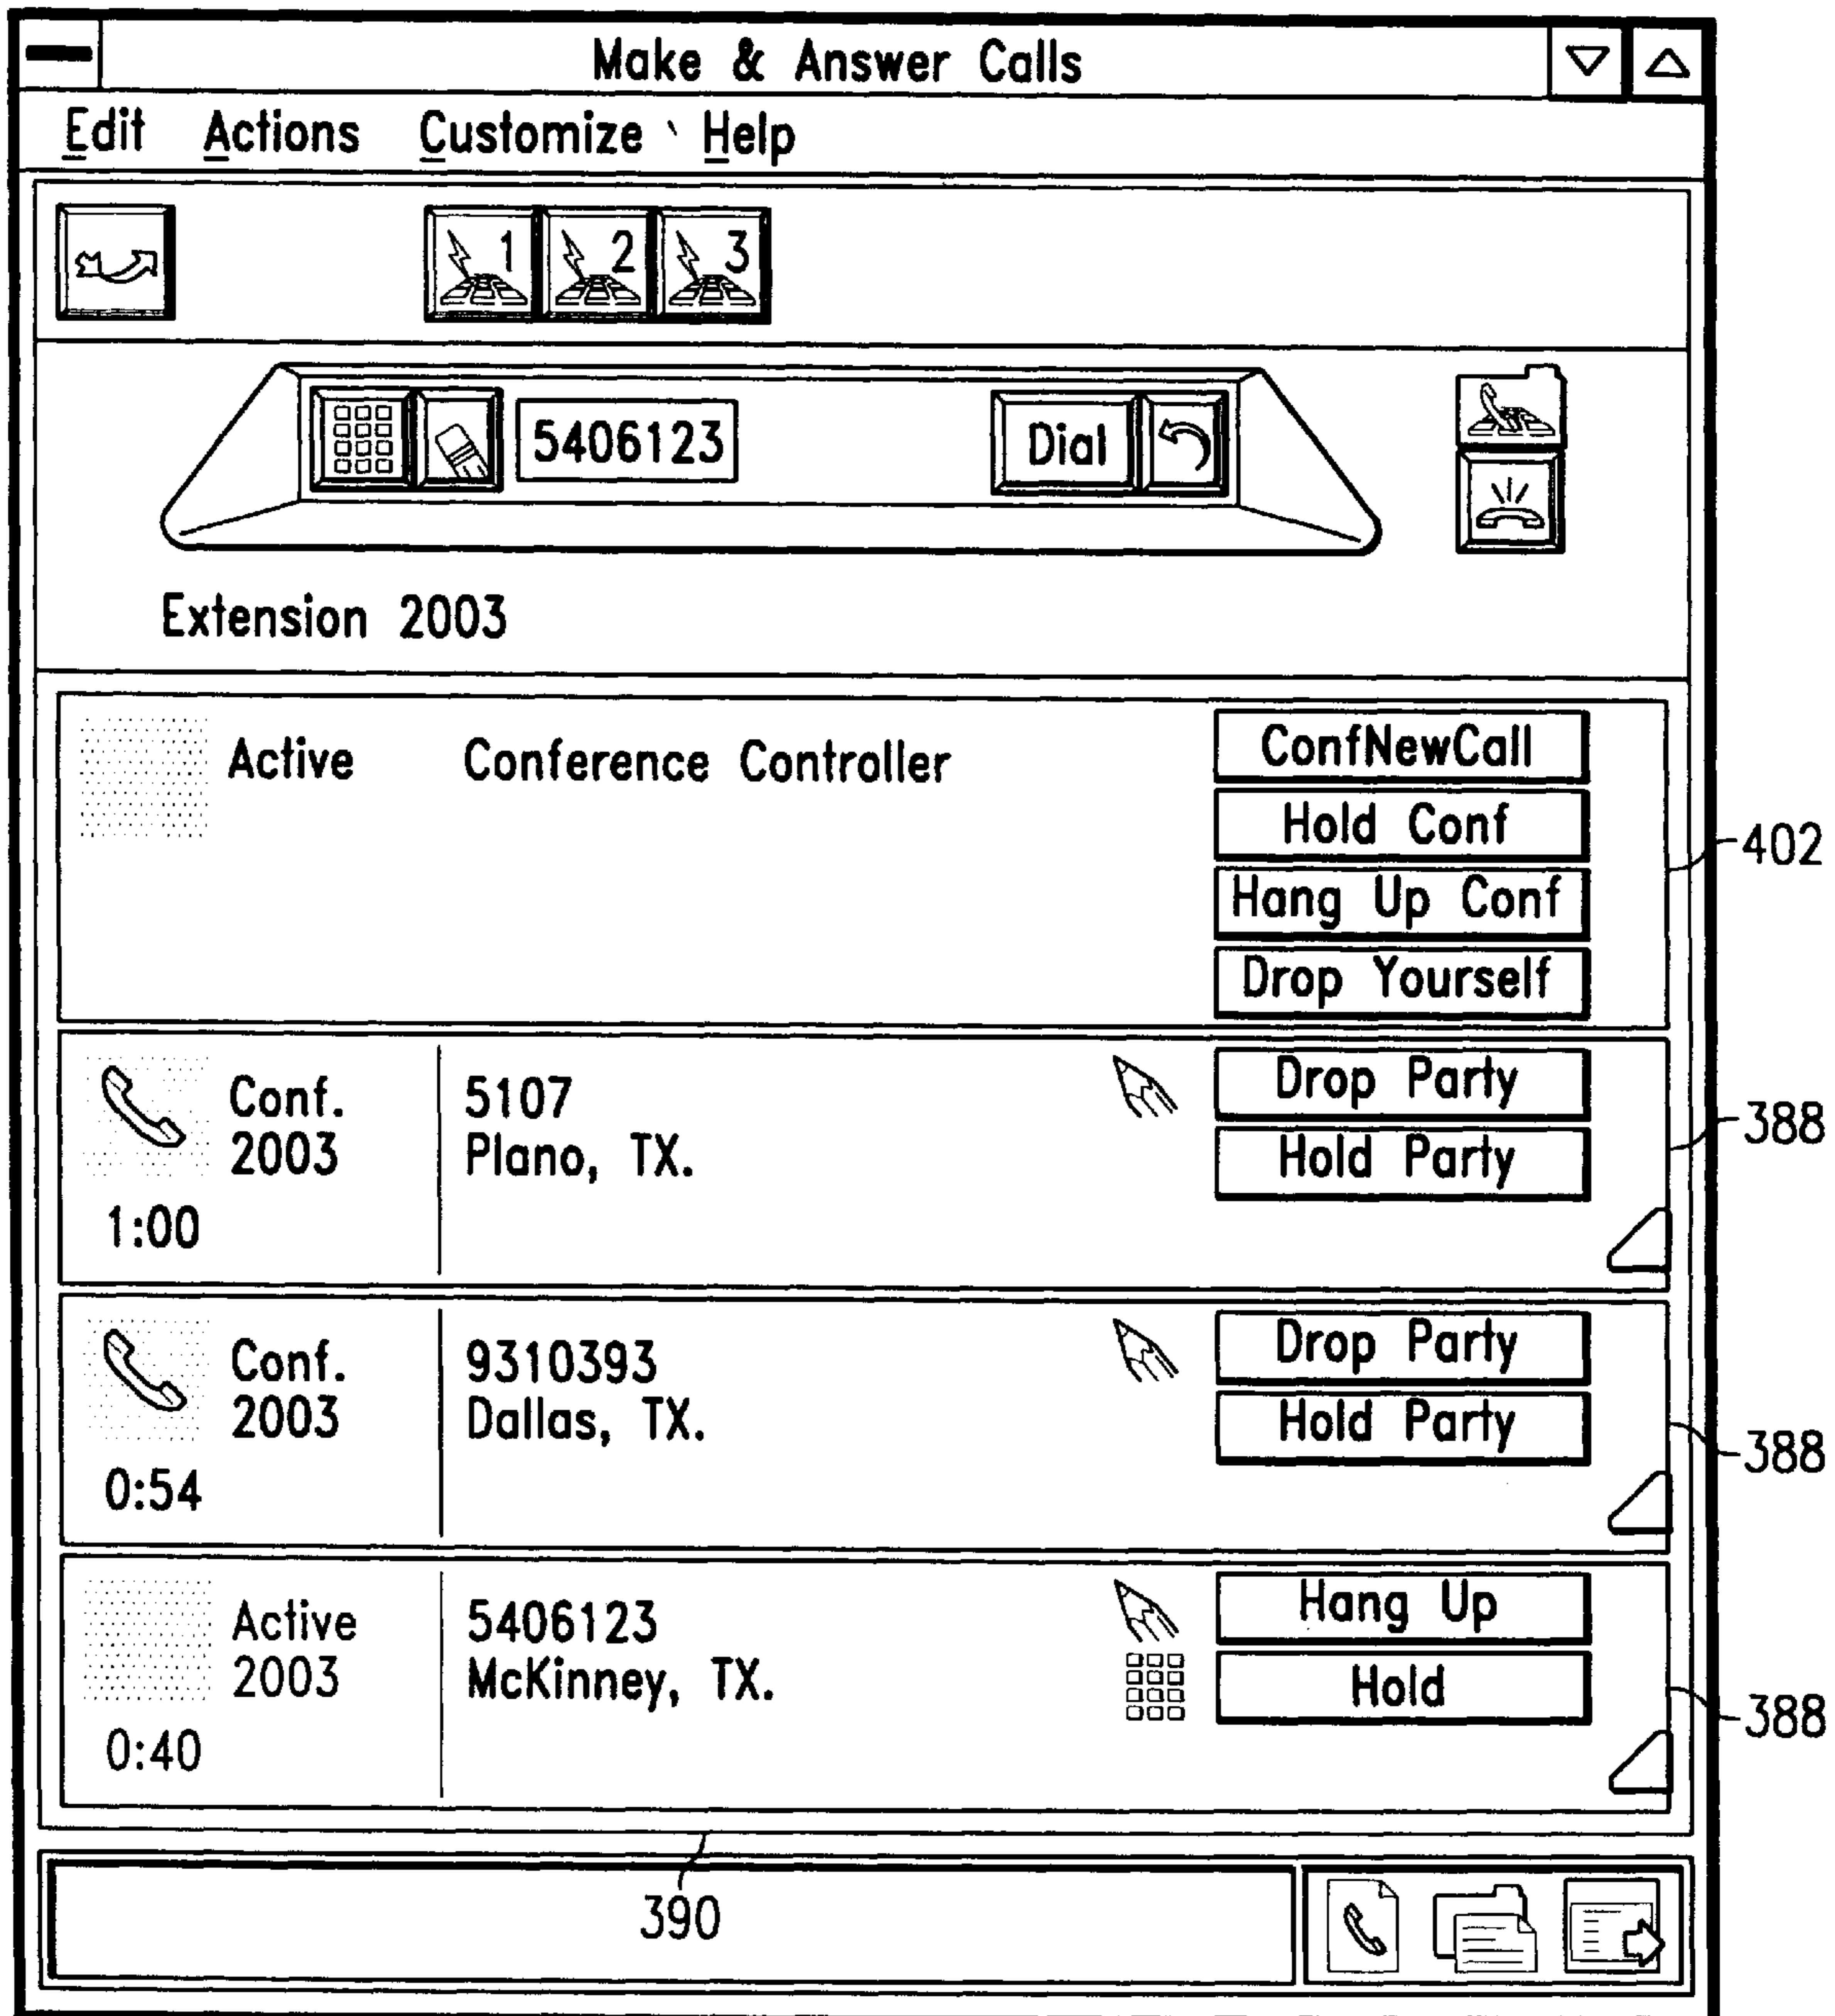 Make & Answer Calls
Edit Actions Customize Help
1 2 3
5406123 Dial
Extension 2003
Active Conference Controller
ConfNewCall
Hold Conf
402
Hang Up Conf
Drop Yourself
Conf. 2003
5107
Plano, TX.
Drop Party
Hold Party
388
1:00
Conf. 2003
9310393
Dallas, TX.
Drop Party
Hold Party
388
0:54
Active 2003
5406123
McKinney, TX.
Hang Up
Hold
388
0:40
390